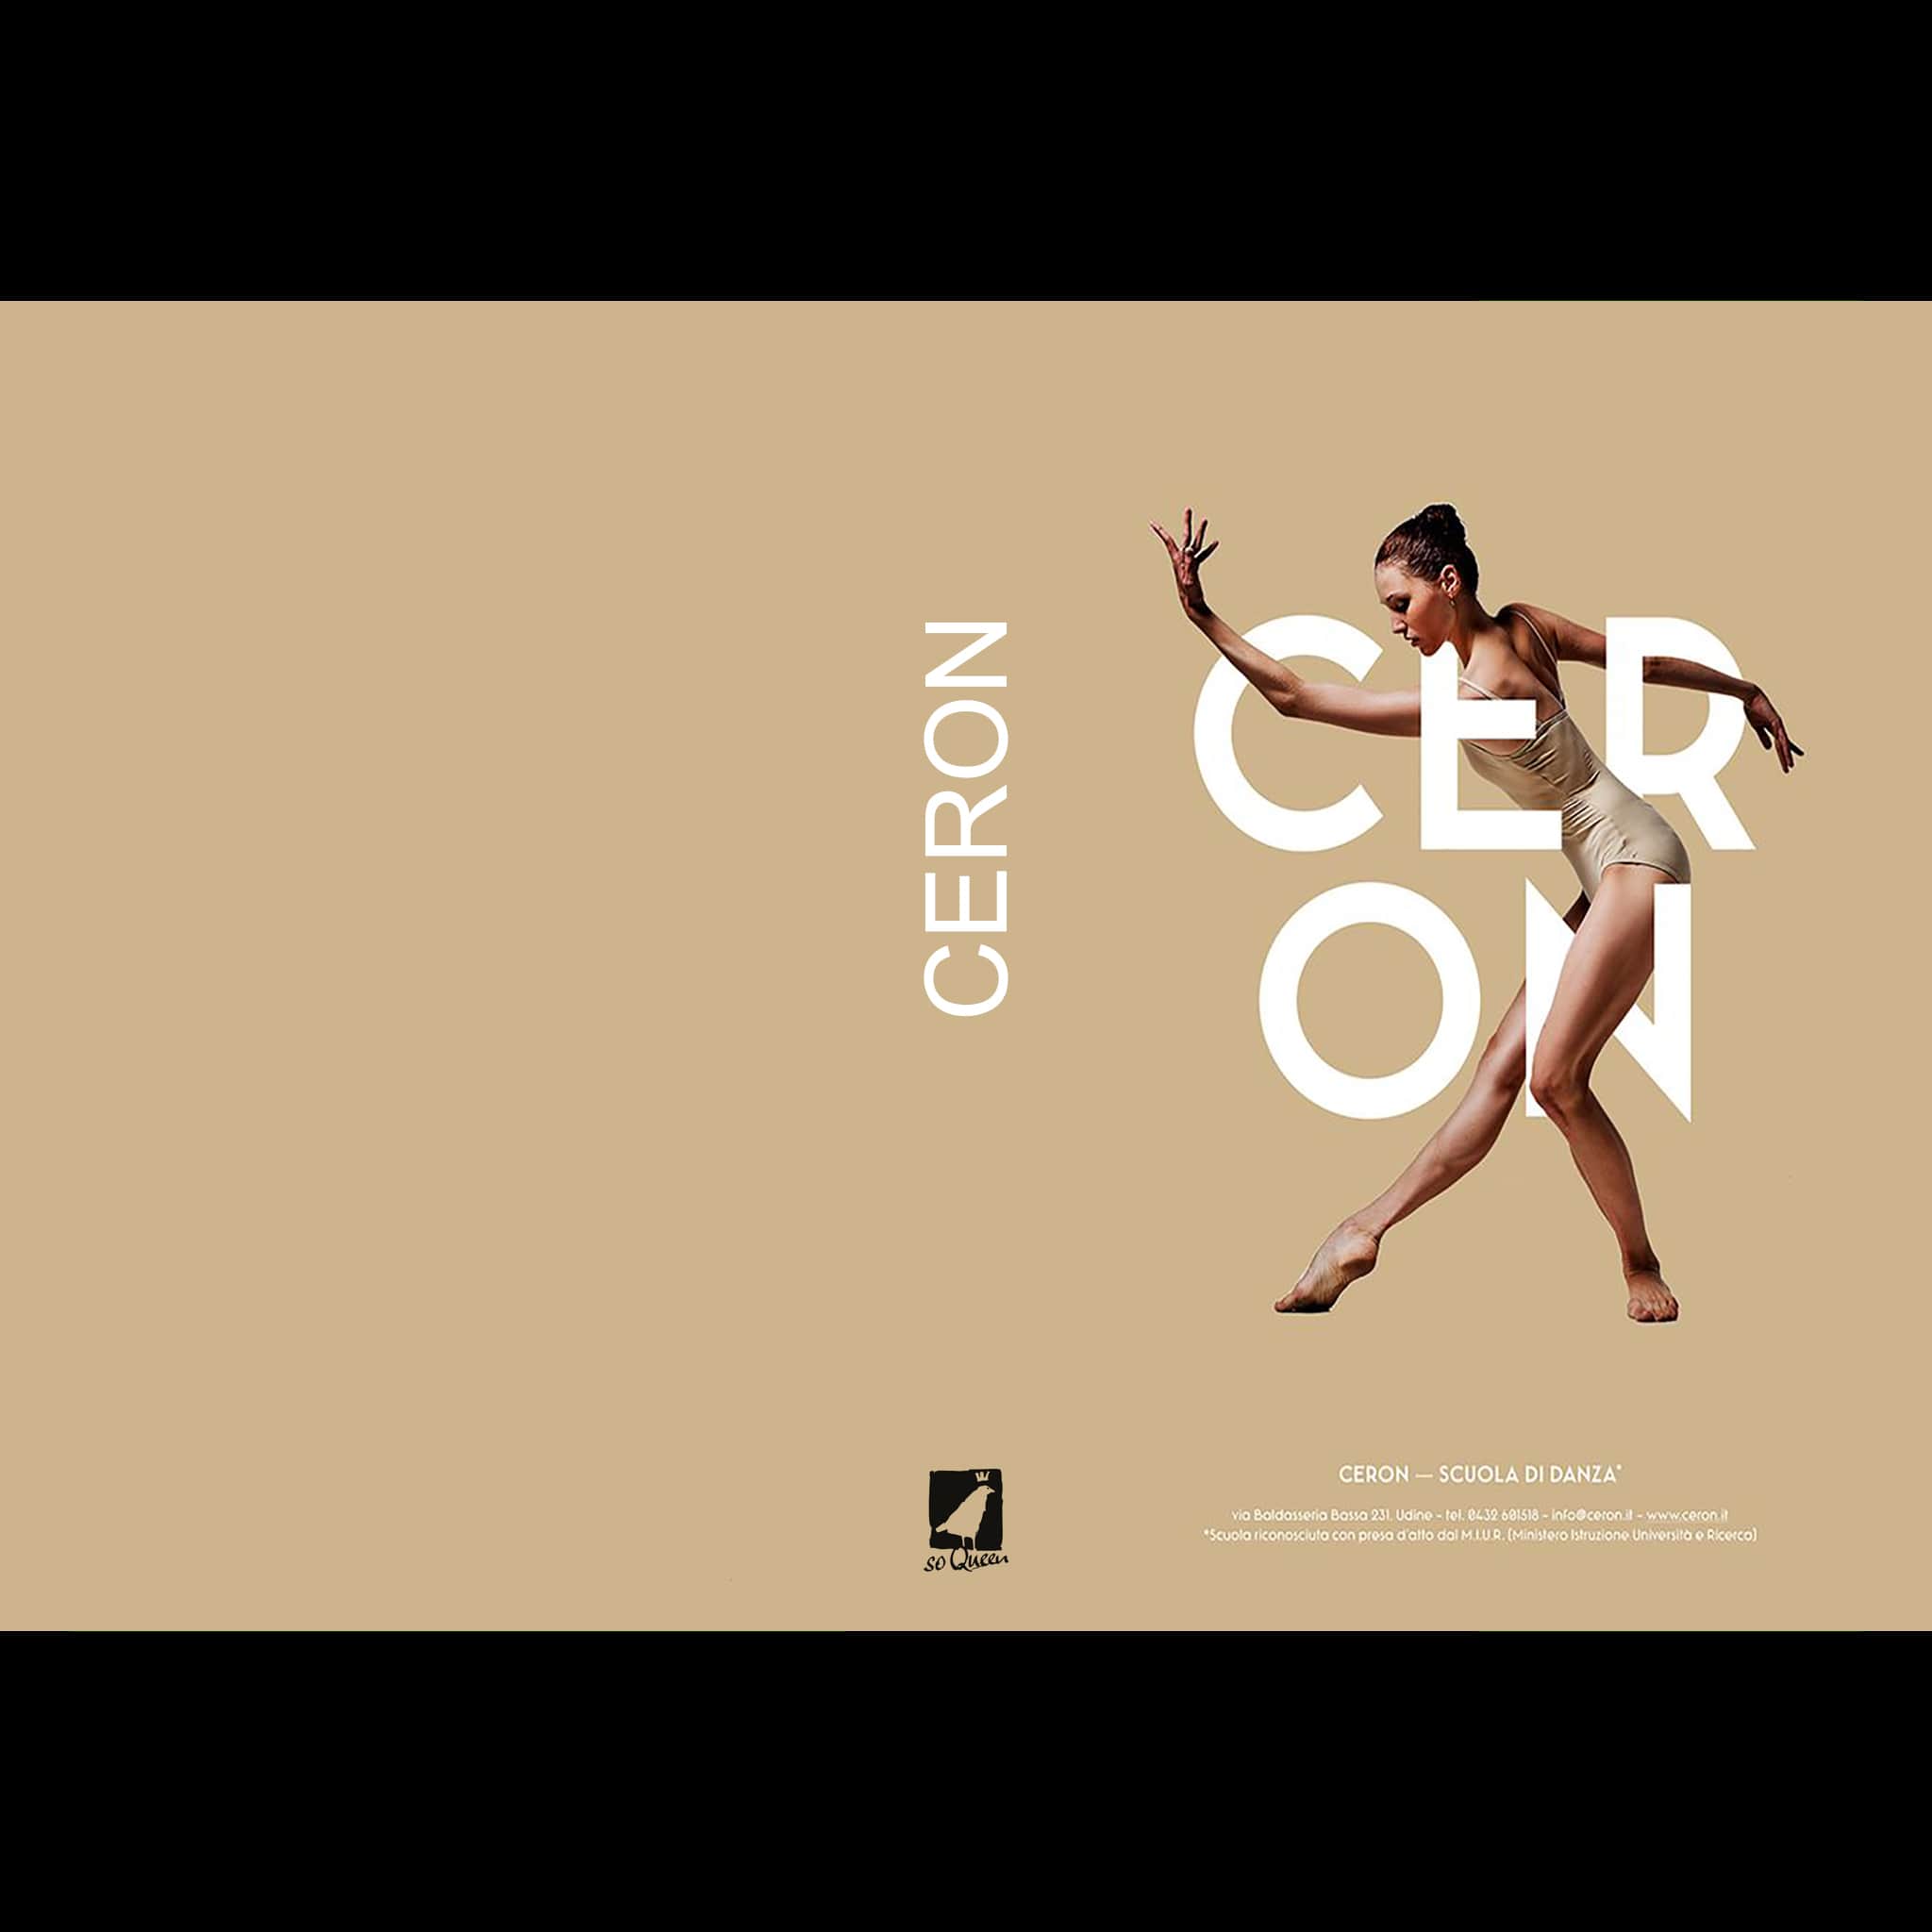 CERON
CER
ON
CERON — SCUOLA DI DANZA*
via Baldasseria Bassa 231, Udine - tel. 0432 601518 - info@ceron.it - www.ceron.it
*Scuola riconosciuta con presa d'atto dal M.I.U.R. (Ministero Istruzione Università e Ricerca)
so Queen